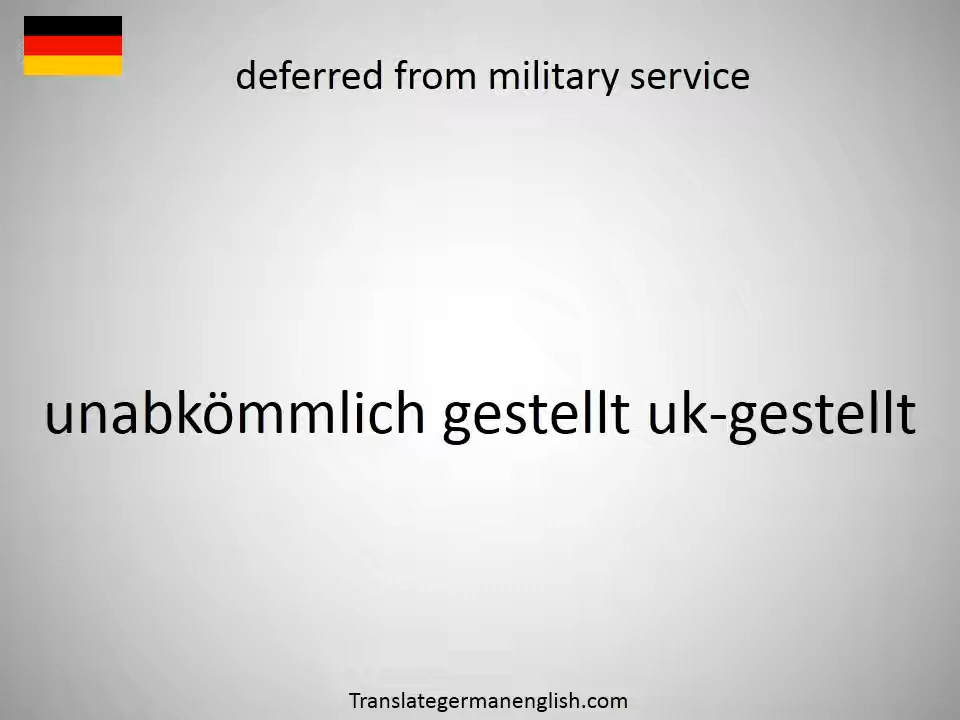 deferred from military service
unabkömmlich gestellt uk-gestellt
Translategermanenglish.com